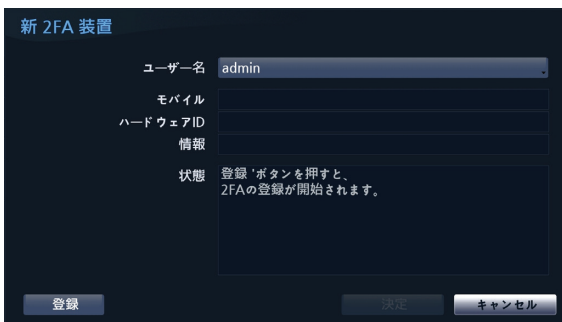 新 2FA 装置
ユーザー名 admin
モバイル
ハードウェアID
情報
状態 登録 'ボタンを押すと、
2FAの登録が開始されます。
登録 決定 キャンセル